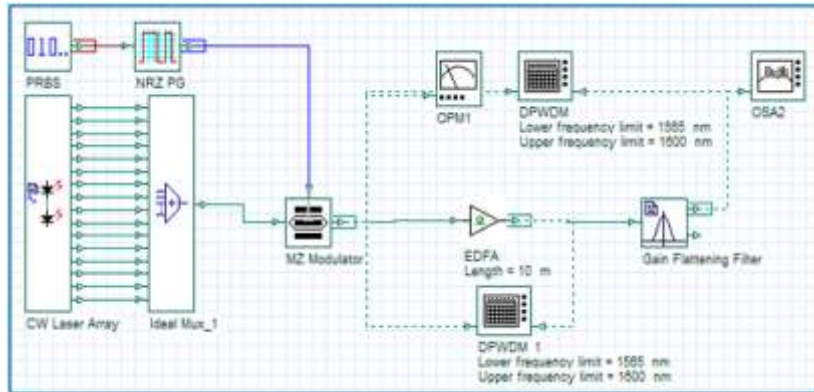 010..
PRBS
NRZ PG
OPM1
DPWDM
Lower frequency limit = 1565 nm
Upper frequency limit = 1600 nm
OSA2
CW Laser Array
Ideal Mux_1
MZ Modulator
EDFA
Length = 10 m
Gain Flattening Filter
DPWDM 1
Lower frequency limit = 1565 nm
Upper frequency limit = 1600 nm